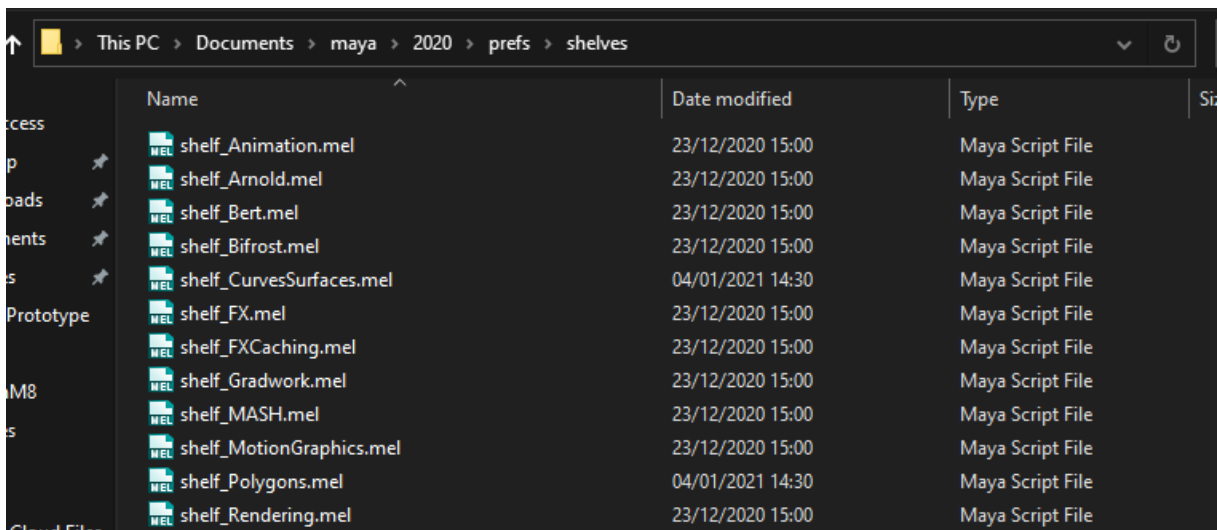 This PC > Documents > maya > 2020 > prefs > shelves
Name Date modified Type
shelf_Animation.mel 23/12/2020 15:00 Maya Script File
shelf_Arnold.mel 23/12/2020 15:00 Maya Script File
shelf_Bert.mel 23/12/2020 15:00 Maya Script File
shelf_Bifrost.mel 23/12/2020 15:00 Maya Script File
shelf_CurvesSurfaces.mel 04/01/2021 14:30 Maya Script File
Prototype shelf_FX.mel 23/12/2020 15:00 Maya Script File
shelf_FXCaching.mel 23/12/2020 15:00 Maya Script File
shelf_Gradwork.mel 23/12/2020 15:00 Maya Script File
shelf_MASH.mel 23/12/2020 15:00 Maya Script File
shelf_MotionGraphics.mel 23/12/2020 15:00 Maya Script File
shelf_Polygons.mel 04/01/2021 14:30 Maya Script File
shelf_Rendering.mel 23/12/2020 15:00 Maya Script File